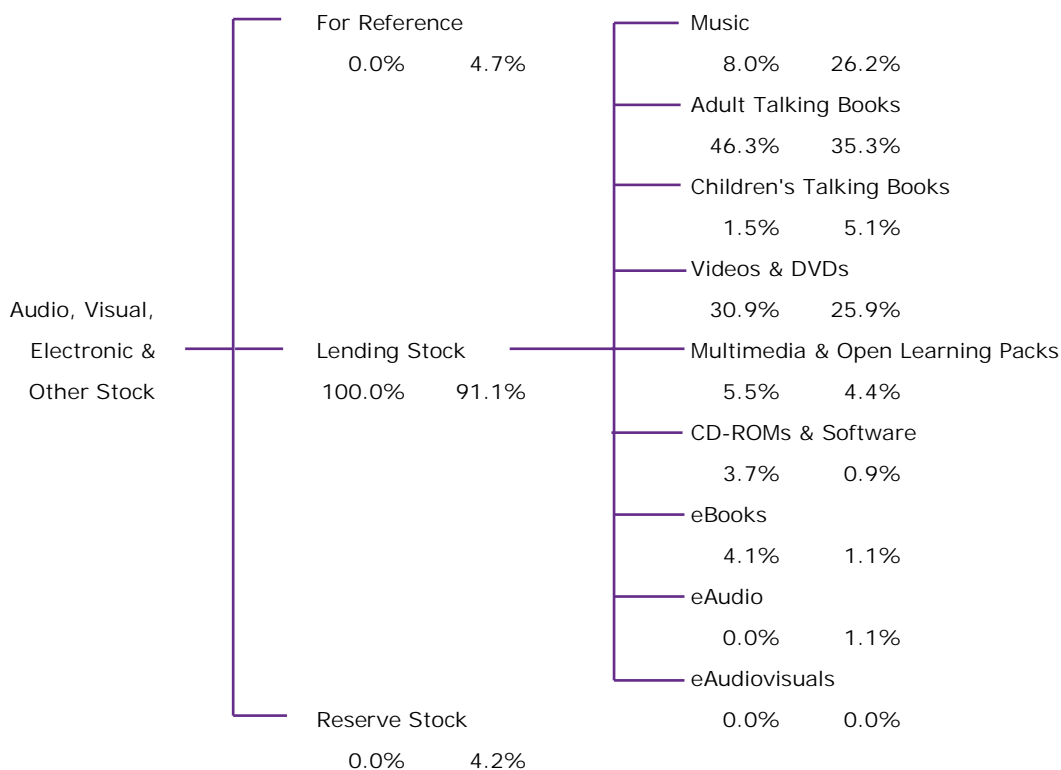 For Reference
0.0% 4.7%
Audio, Visual,
Electronic &
Other Stock
Lending Stock
100.0% 91.1%
Reserve Stock
0.0% 4.2%
Music
8.0% 26.2%
Adult Talking Books
46.3% 35.3%
Children's Talking Books
1.5% 5.1%
Videos & DVDs
30.9% 25.9%
Multimedia & Open Learning Packs
5.5% 4.4%
CD-ROMs & Software
3.7% 0.9%
eBooks
4.1% 1.1%
eAudio
0.0% 1.1%
eAudiovisuals
0.0% 0.0%